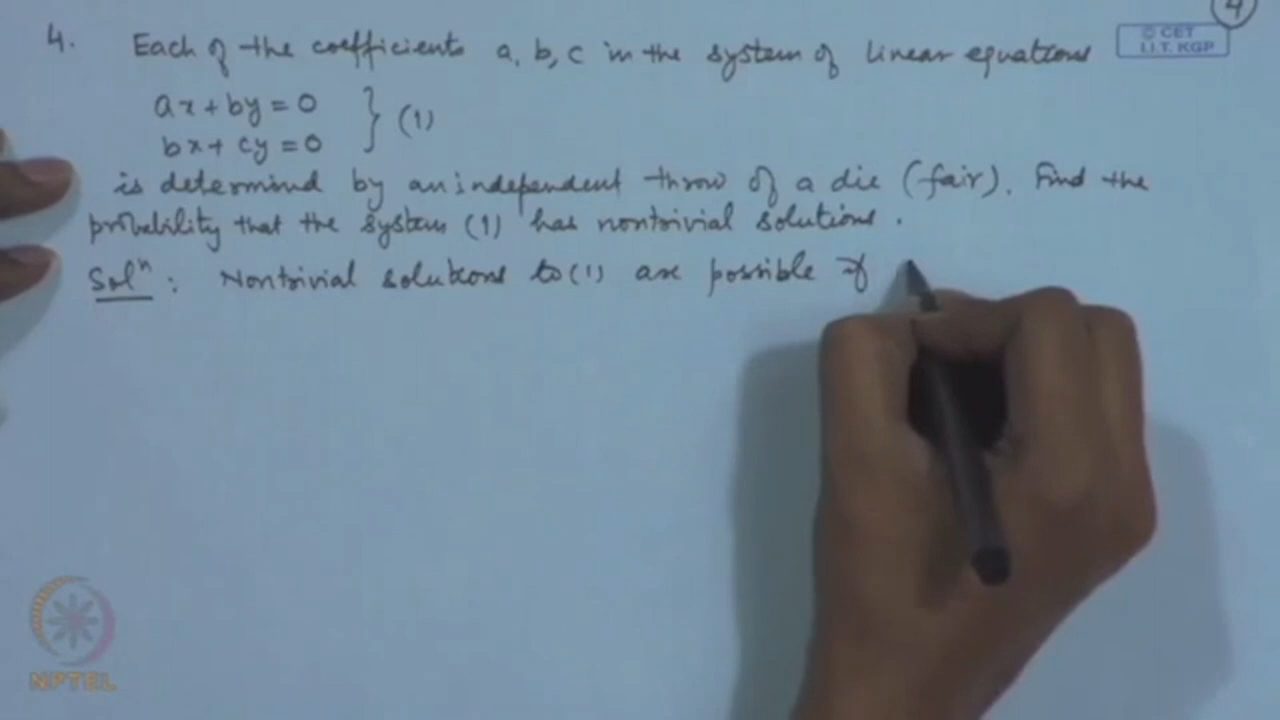 4
© CET
I.I.T. KGP
4. Each of the coefficients a, b, c in the system of linear equations
ax + by = 0
bx + cy = 0 } (1)
is determind by an independent throw of a die (fair). Find the
probability that the system (1) has nontrivial solutions.
Solⁿ: Nontrivial solutions to (1) are possible if
NPTEL